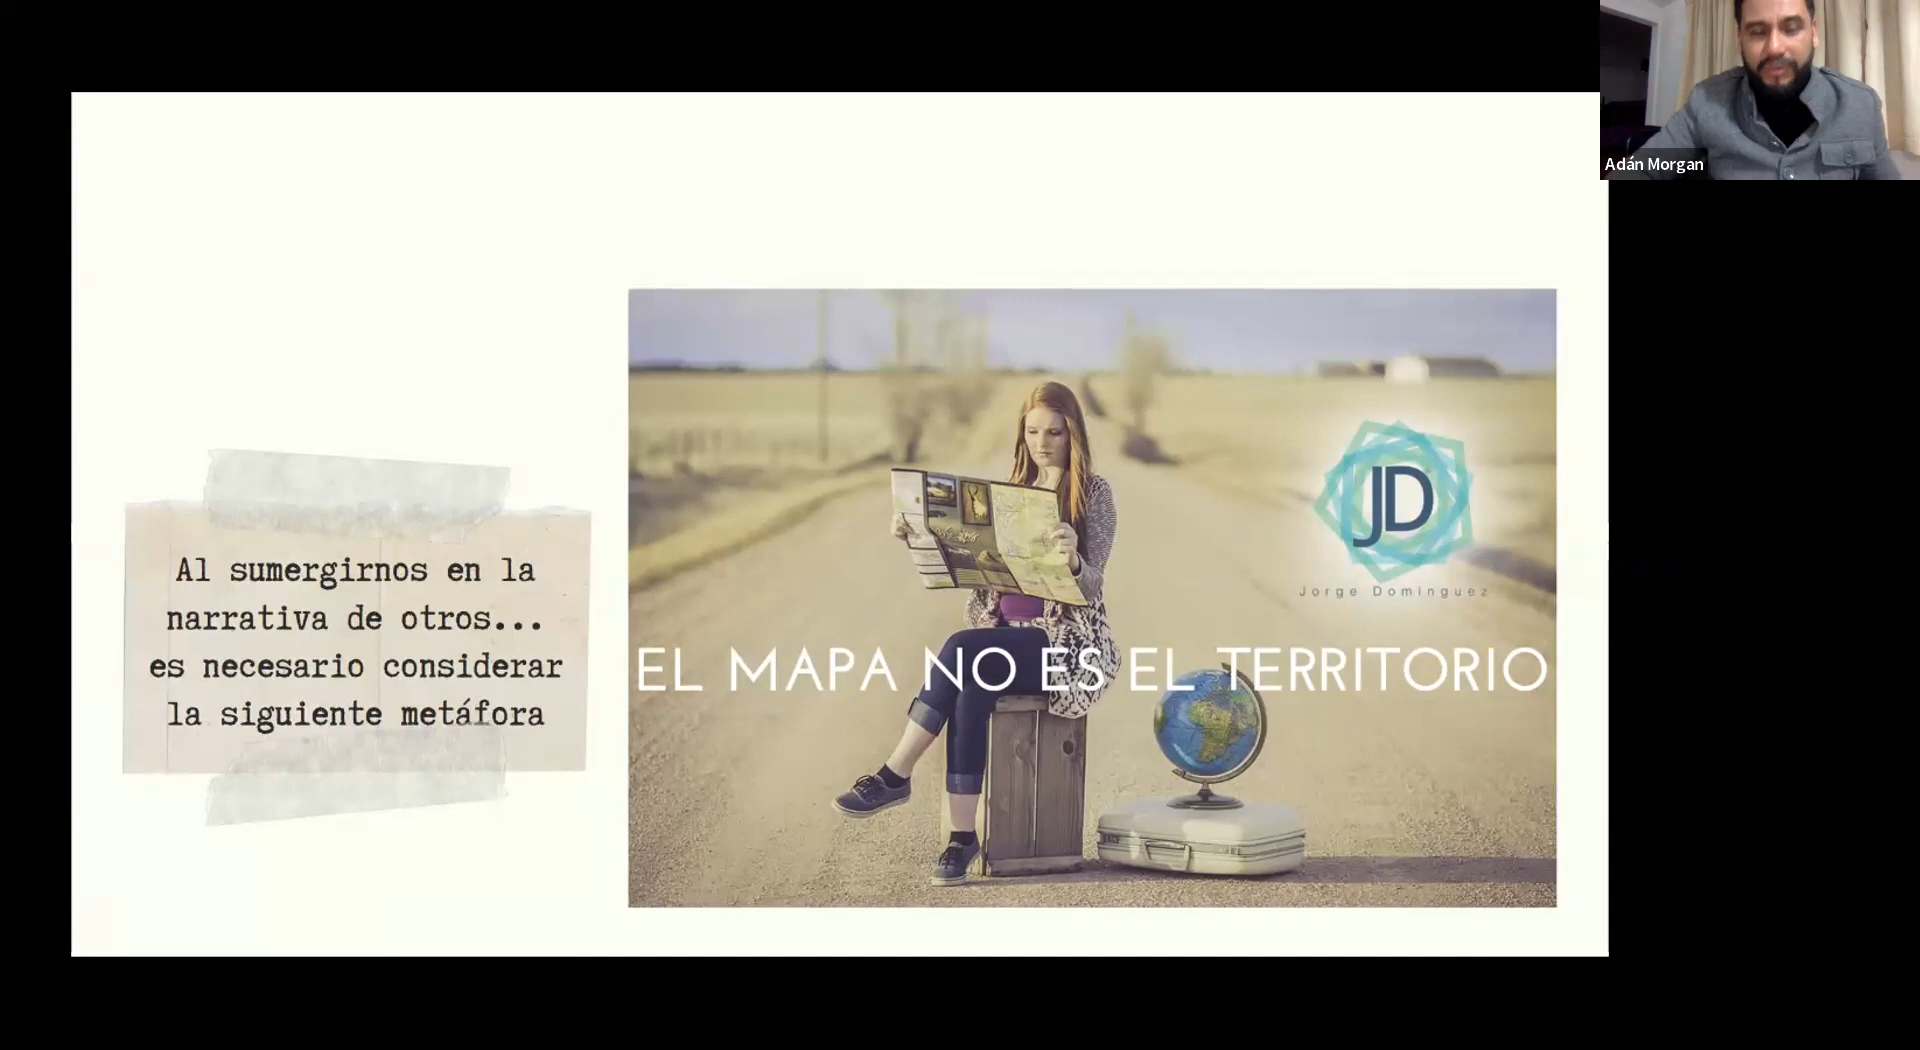 Adán Morgan
Al sumergirnos en la
narrativa de otros...
es necesario considerar
la siguiente metáfora
JD
Jorge Domínguez
EL MAPA NO ES EL TERRITORIO